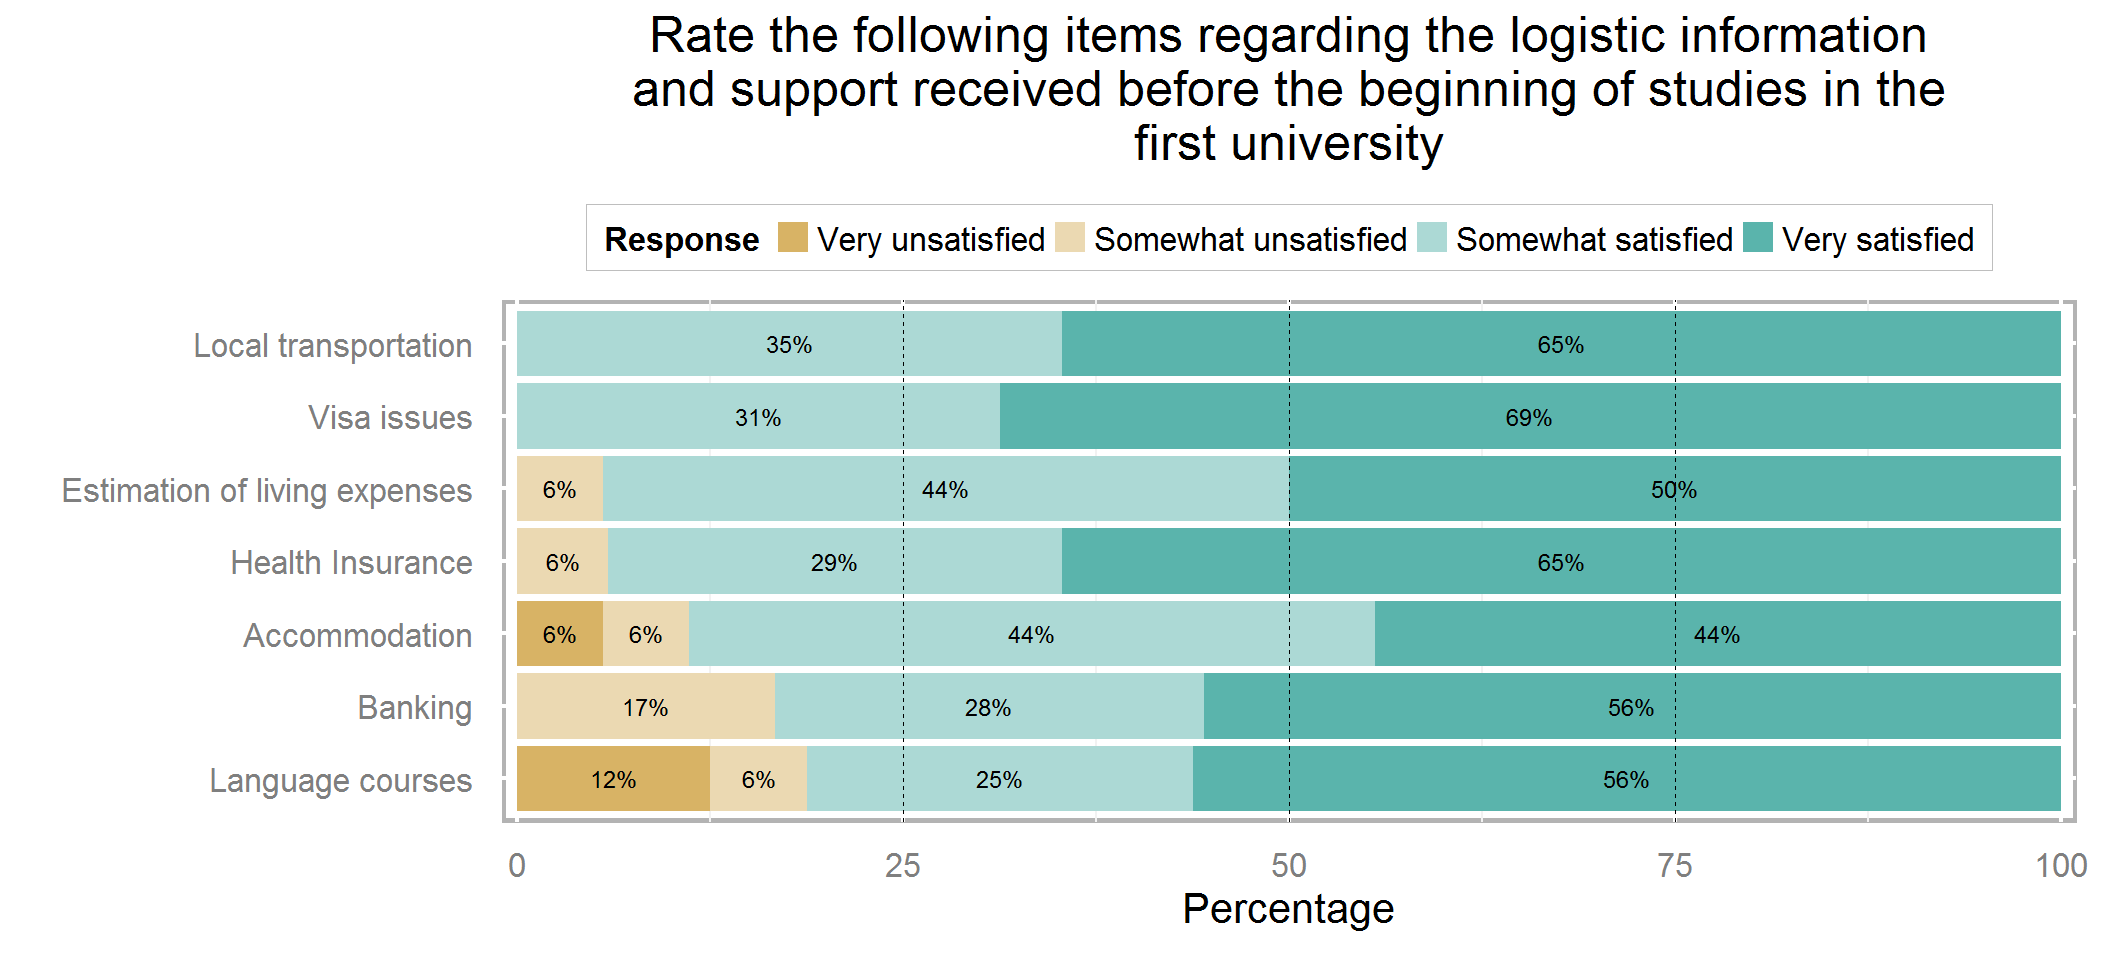 Rate the following items regarding the logistic information
and support received before the beginning of studies in the
first university
Response Very unsatisfied Somewhat unsatisfied Somewhat satisfied Very satisfied
Local transportation 35% 65%
Visa issues 31% 69%
Estimation of living expenses 6% 44% 50%
Health Insurance 6% 29% 65%
Accommodation 6% 6% 44% 44%
Banking 17% 28% 56%
Language courses 12% 6% 25% 56%
0 25 50 75 100
Percentage